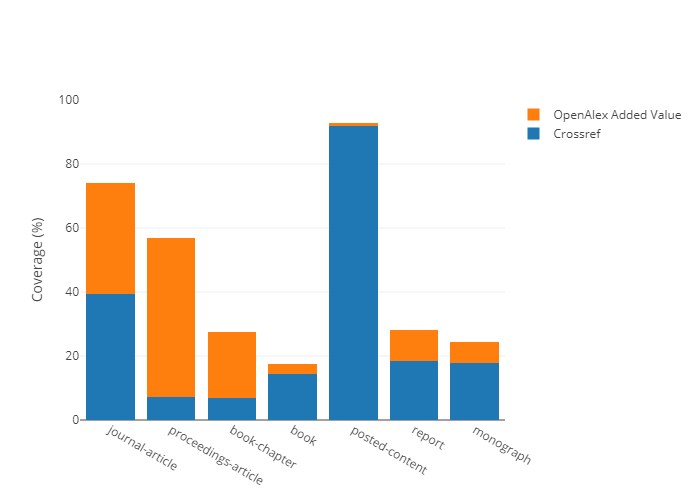 100
80
60
40
20
0
Coverage (%)
journal-article
proceedings-article
book-chapter
book
posted-content
report
monograph
OpenAlex Added Value
Crossref